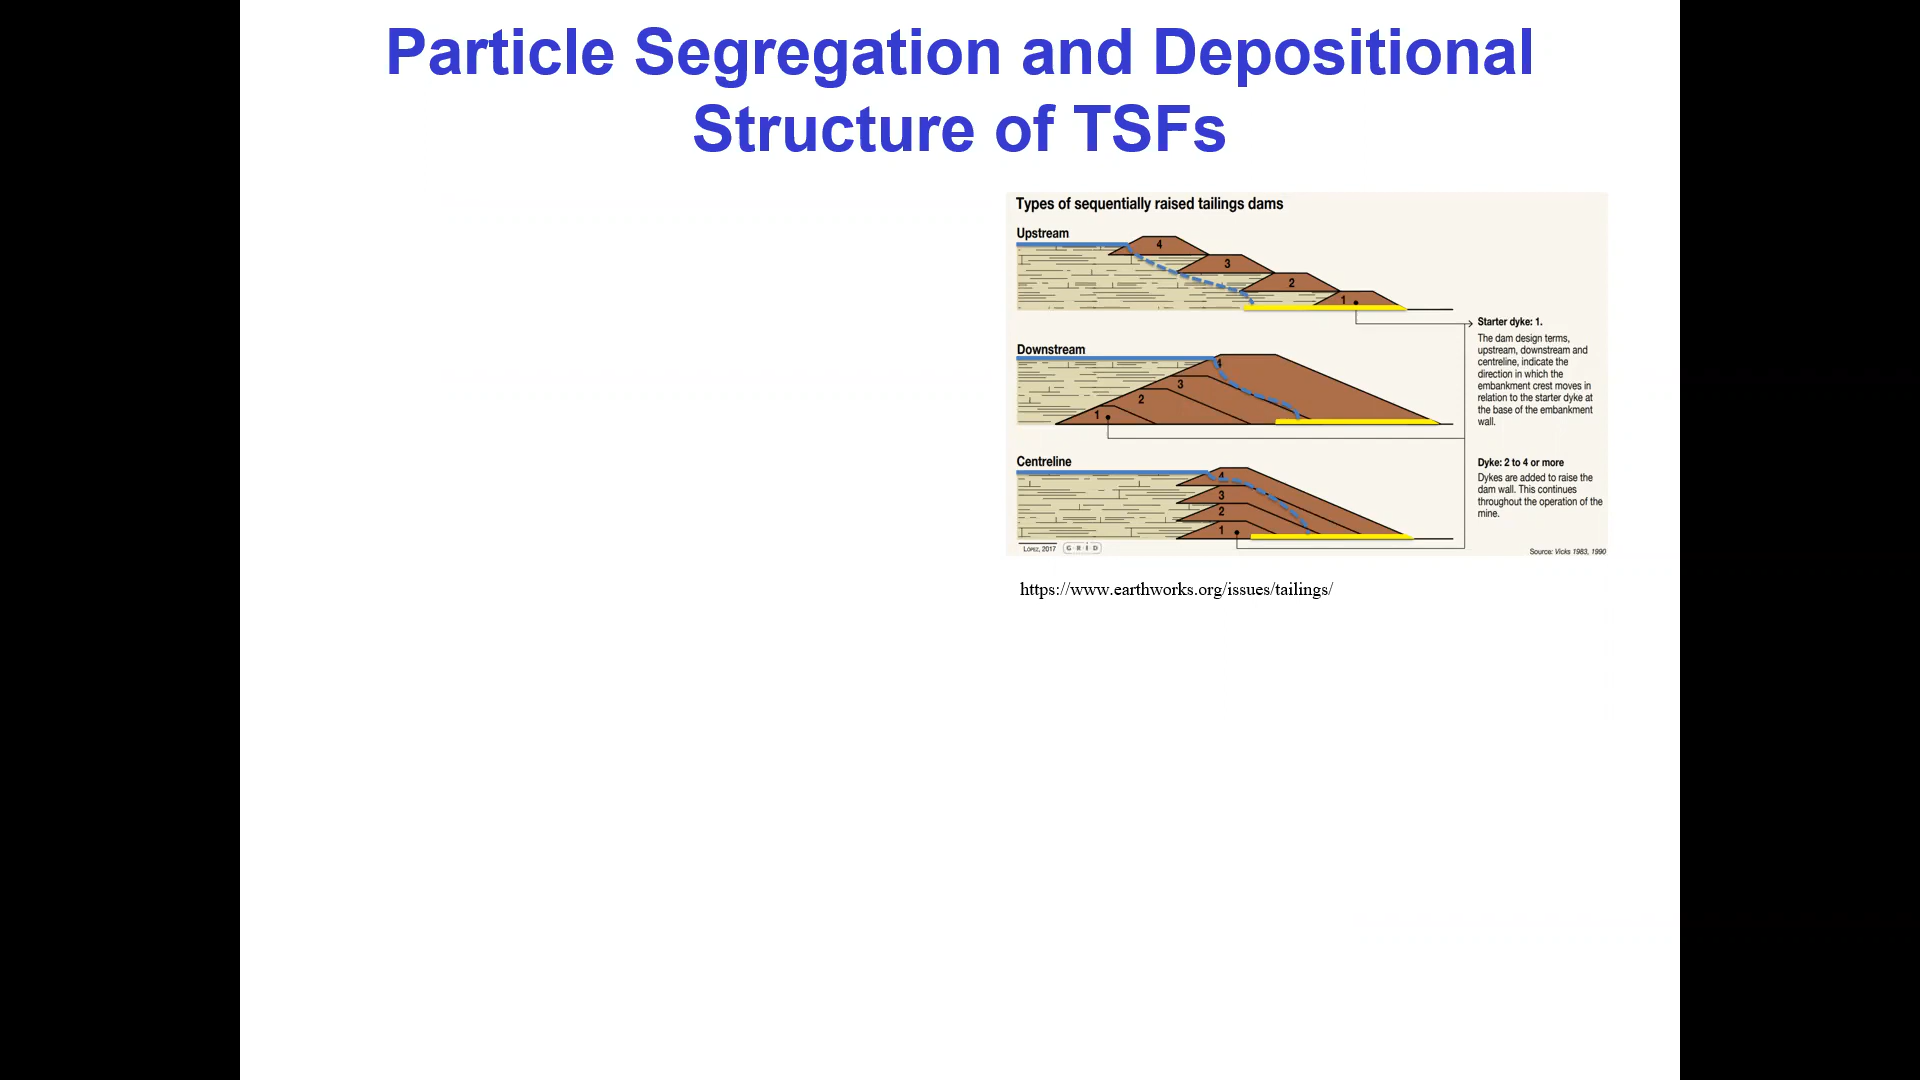 Particle Segregation and Depositional
Structure of TSFs
Types of sequentially raised tailings dams
Upstream
4
3
2
1
Starter dyke: 1.
The dam design terms,
upstream, downstream and
centreline, indicate the
direction in which the
embankment crest moves in
relation to the starter dyke at
the base of the embankment
wall.
Downstream
4
3
2
1
Centreline
4
3
2
1
Dyke: 2 to 4 or more
Dykes are added to raise the
dam wall. This continues
throughout the operation of the
mine.
López, 2017
G R I D
Source: Vicks 1983, 1990
https://www.earthworks.org/issues/tailings/